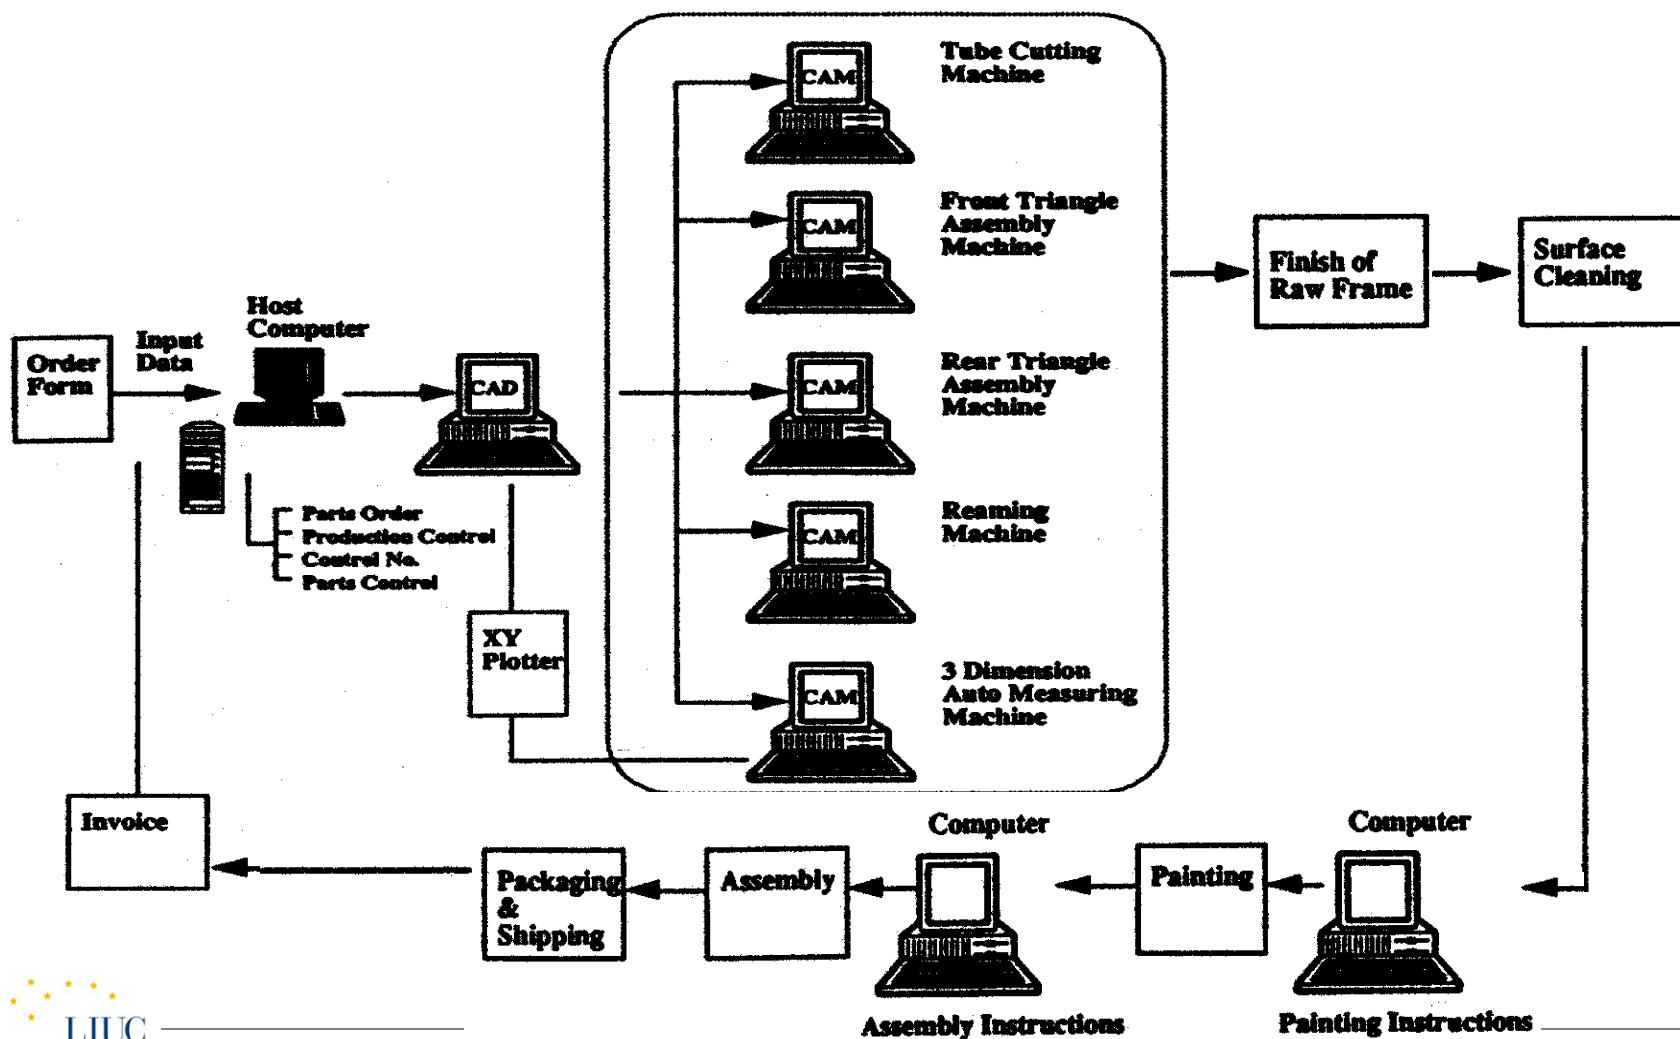 Order
Form
Input
Data
Host
Computer
Parts Order
Production Control
Control No.
Parts Control
CAD
XY
Plotter
CAM
Tube Cutting
Machine
CAM
Front Triangle
Assembly
Machine
CAM
Rear Triangle
Assembly
Machine
CAM
Reaming
Machine
CAM
3 Dimension
Auto Measuring
Machine
Finish of
Raw Frame
Surface
Cleaning
Computer
Painting Instructions
Painting
Computer
Assembly Instructions
Assembly
Packaging
&
Shipping
Invoice
LIUC